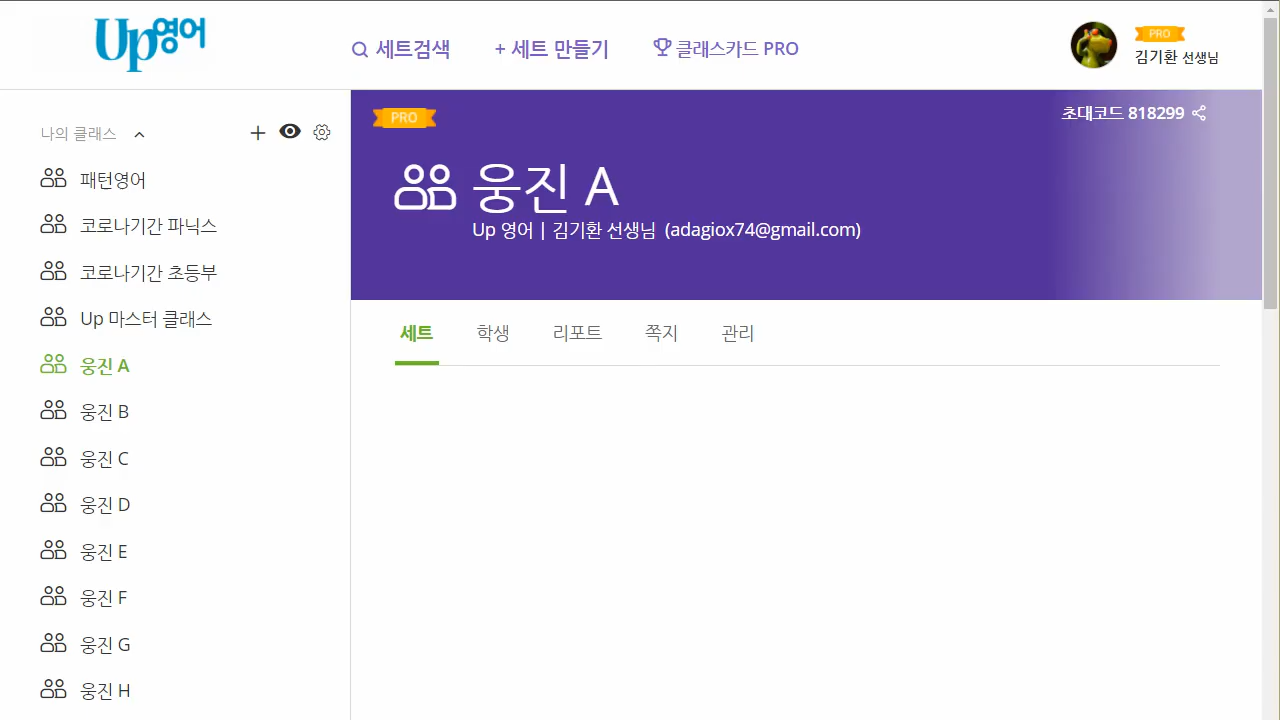 Up영어
세트검색
+ 세트 만들기
클래스카드 PRO
PRO
김기환 선생님
나의 클래스
패턴영어
코로나기간 파닉스
코로나기간 초등부
Up 마스터 클래스
웅진 A
웅진 B
웅진 C
웅진 D
웅진 E
웅진 F
웅진 G
웅진 H
PRO
초대코드 818299
웅진 A
Up 영어 | 김기환 선생님 (adagiox74@gmail.com)
세트
학생
리포트
쪽지
관리